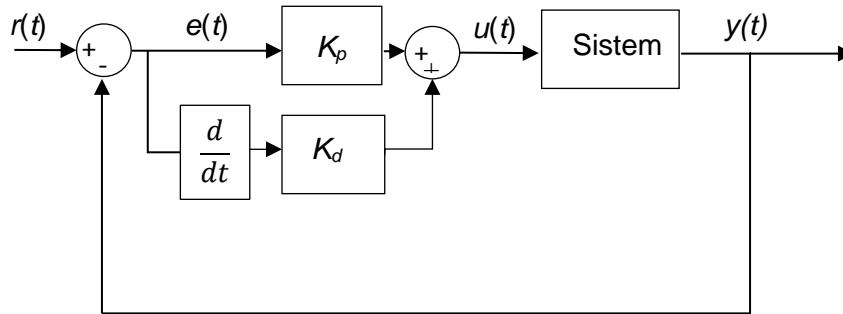 r(t) + - e(t) Kp + + u(t) Sistem y(t)
d
dt
Kd